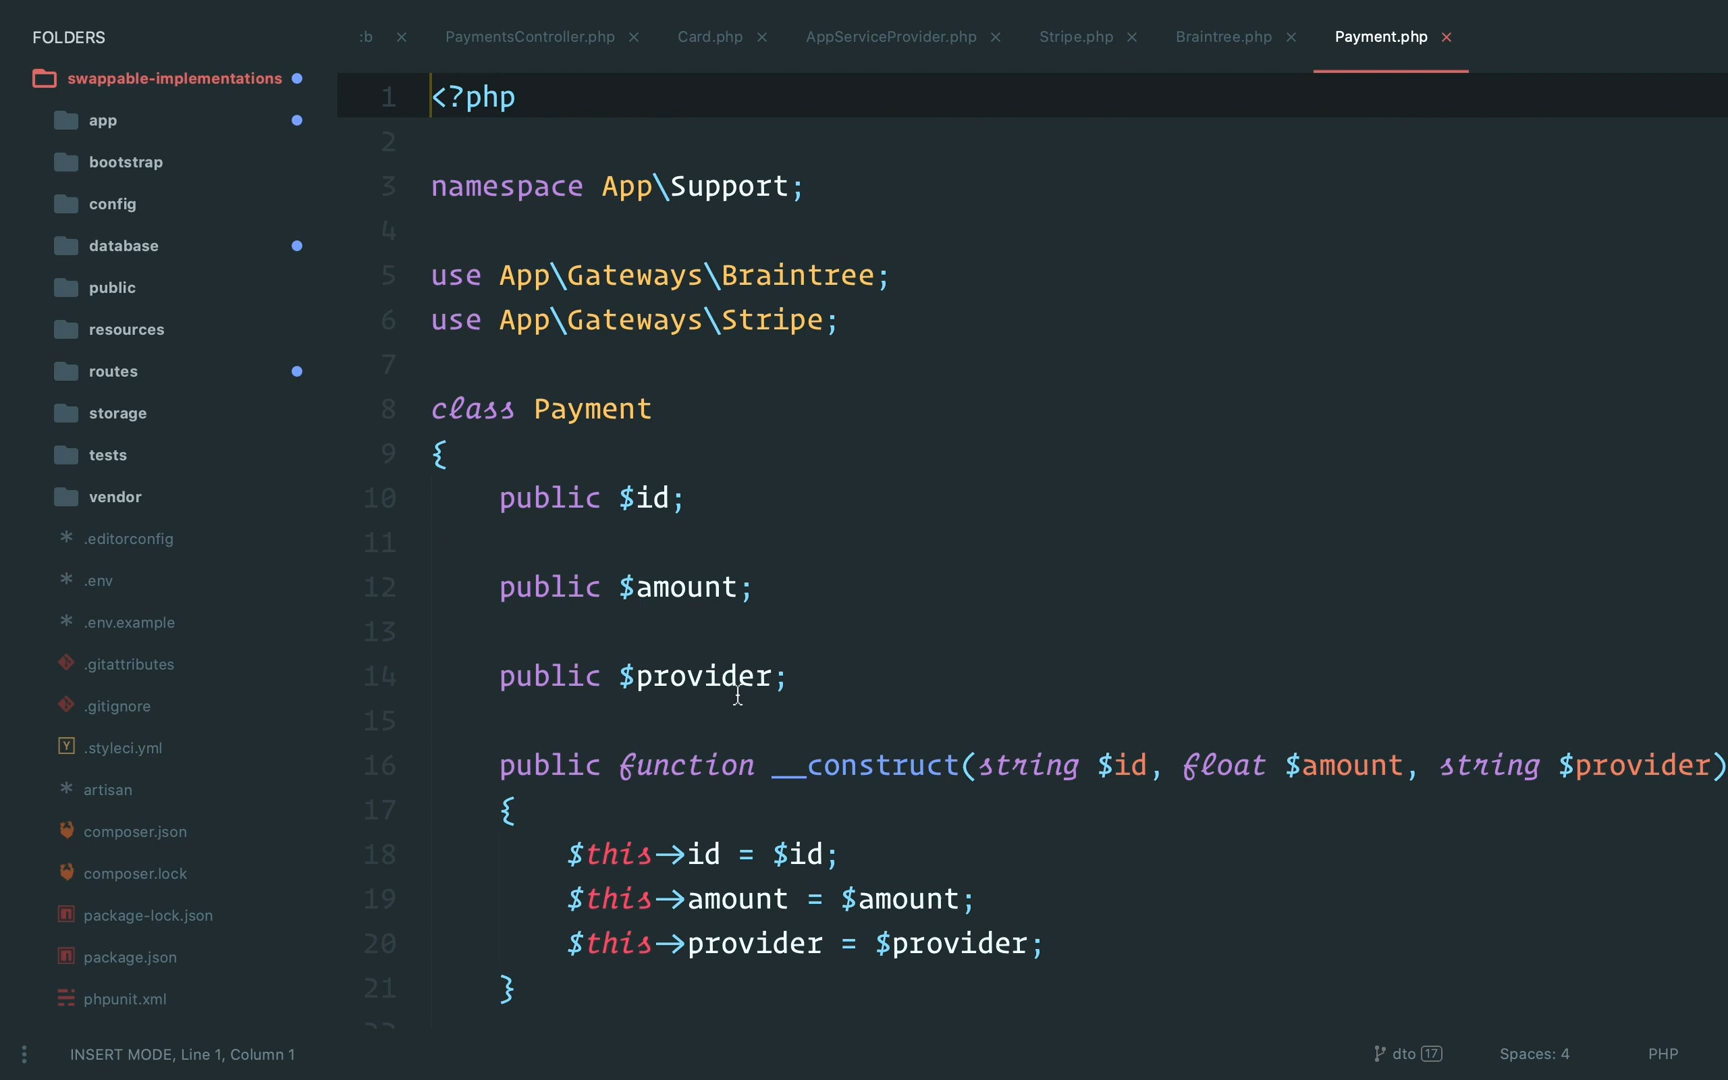 FOLDERS
swappable-implementations
app
bootstrap
config
database
public
resources
routes
storage
tests
vendor
.editorconfig
.env
.env.example
.gitattributes
.gitignore
.styleci.yml
artisan
composer.json
composer.lock
package-lock.json
package.json
phpunit.xml
:b × PaymentsController.php × Card.php × AppServiceProvider.php × Stripe.php × Braintree.php × Payment.php ×
1 <?php
2
3 namespace App\Support;
4
5 use App\Gateways\Braintree;
6 use App\Gateways\Stripe;
7
8 class Payment
9 {
10 public $id;
11
12 public $amount;
13
14 public $provider;
15
16 public function __construct(string $id, float $amount, string $provider)
17 {
18 $this->id = $id;
19 $this->amount = $amount;
20 $this->provider = $provider;
21 }
INSERT MODE, Line 1, Column 1
dto 17 Spaces: 4 PHP